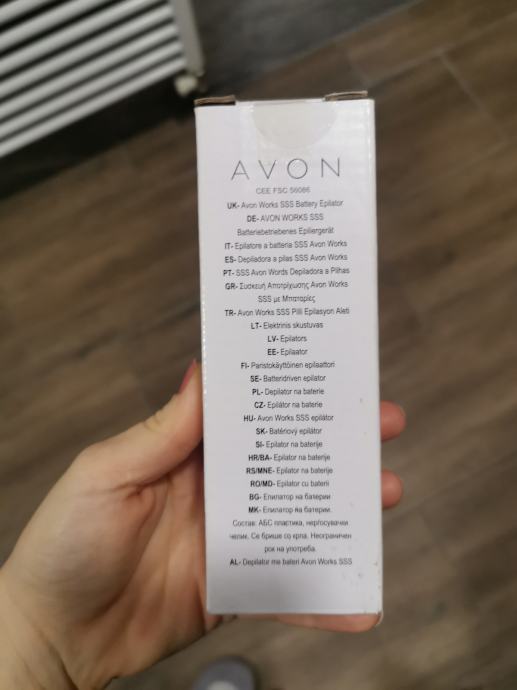 AVON
CEE FSC 56086
UK- Avon Works SSS Battery Epilator
DE- AVON WORKS SSS
Batteriebetriebenes Epiliergerät
IT- Epilatore a batteria SSS Avon Works
ES- Depiladora a pilas SSS Avon Works
PT- SSS Avon Words Depiladora a Pilhas
GR- Συσκευή Αποτρίχωσης Avon Works
SSS με Μπαταρίες
TR- Avon Works SSS Pilli Epilasyon Aleti
LT- Elektrinis skustuvas
LV- Epilators
EE- Epilaator
FI- Paristokäyttöinen epilaattori
SE- Batteridriven epilator
PL- Depilator na baterie
CZ- Epilátor na baterie
HU- Avon Works SSS epilátor
SK- Batériový epilátor
SI- Epilator na baterije
HR/BA- Epilator na baterije
RS/MNE- Epilator na baterije
RO/MD- Epilator cu baterii
BG- Епилатор на батерии
MK- Епилатор на батерии.
Состав: АБС пластика, нерѓосувачки
челик. Се брише со крпа. Неограничен
рок на употреба.
AL- Depilator me bateri Avon Works SSS